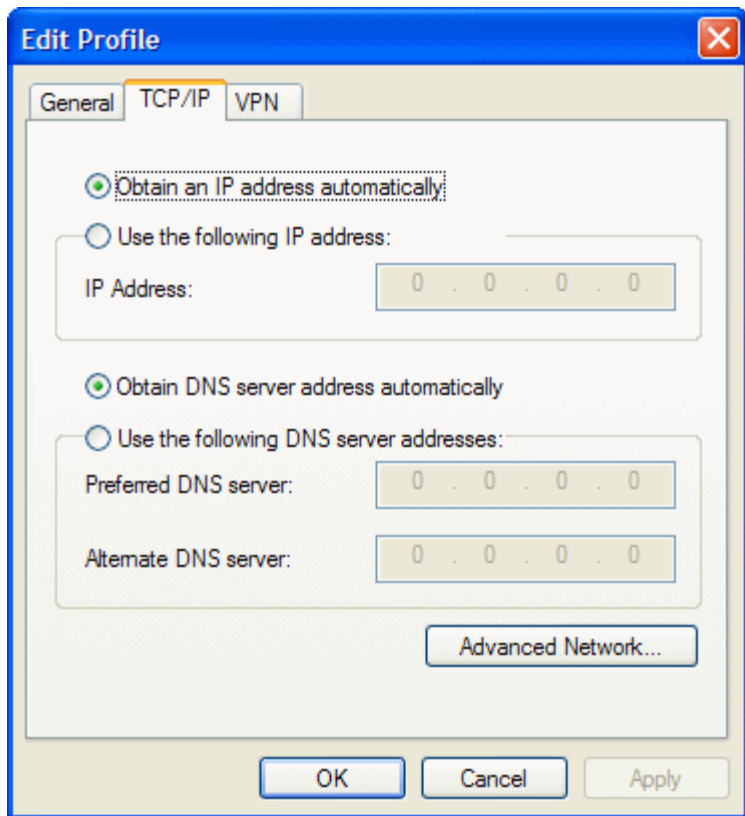 Edit Profile
General TCP/IP VPN
Obtain an IP address automatically
Use the following IP address:
IP Address: 0 . 0 . 0 . 0
Obtain DNS server address automatically
Use the following DNS server addresses:
Preferred DNS server: 0 . 0 . 0 . 0
Alternate DNS server: 0 . 0 . 0 . 0
Advanced Network...
OK Cancel Apply